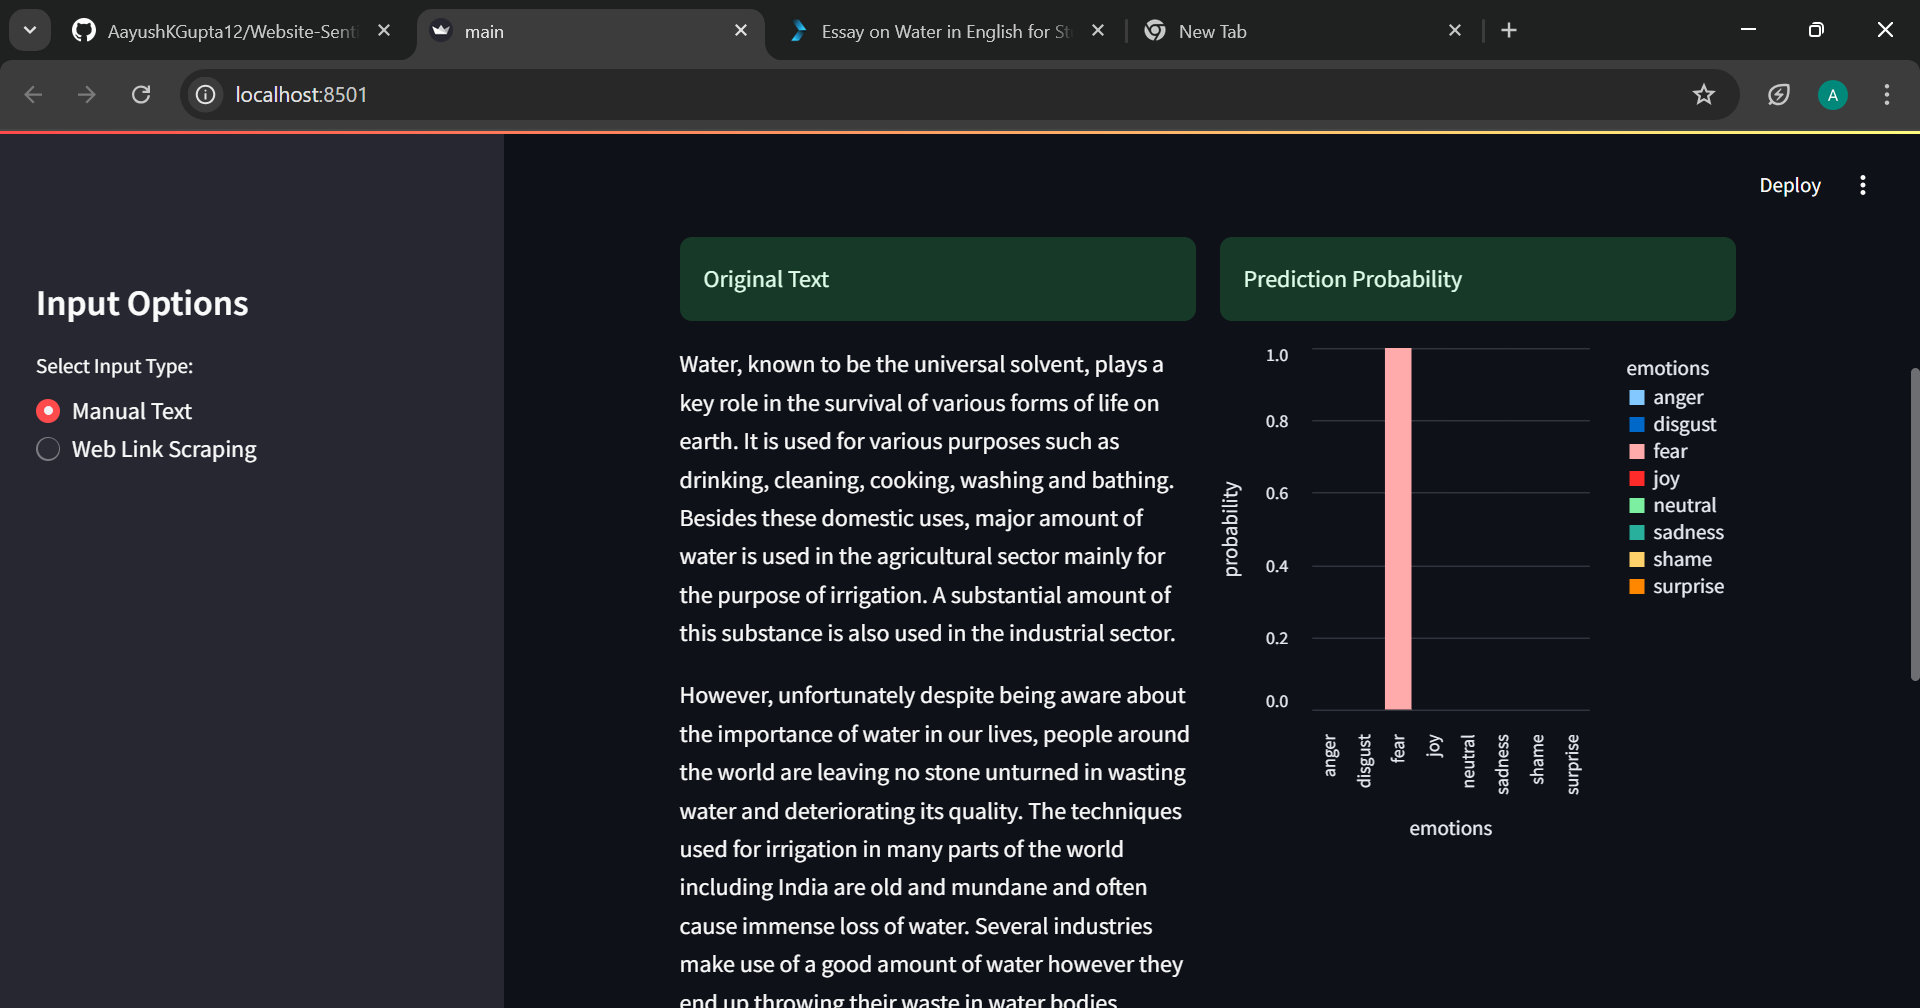 AayushKGupta12/Website-Senti
main
Essay on Water in English for St
New Tab
localhost:8501
A
Deploy
Input Options
Select Input Type:
Manual Text
Web Link Scraping
Original Text
Water, known to be the universal solvent, plays a
key role in the survival of various forms of life on
earth. It is used for various purposes such as
drinking, cleaning, cooking, washing and bathing.
Besides these domestic uses, major amount of
water is used in the agricultural sector mainly for
the purpose of irrigation. A substantial amount of
this substance is also used in the industrial sector.
However, unfortunately despite being aware about
the importance of water in our lives, people around
the world are leaving no stone unturned in wasting
water and deteriorating its quality. The techniques
used for irrigation in many parts of the world
including India are old and mundane and often
cause immense loss of water. Several industries
make use of a good amount of water however they
end up throwing their waste in water bodies
Prediction Probability
1.0
0.8
0.6
0.4
0.2
0.0
probability
anger
disgust
fear
joy
neutral
sadness
shame
surprise
emotions
emotions
anger
disgust
fear
joy
neutral
sadness
shame
surprise